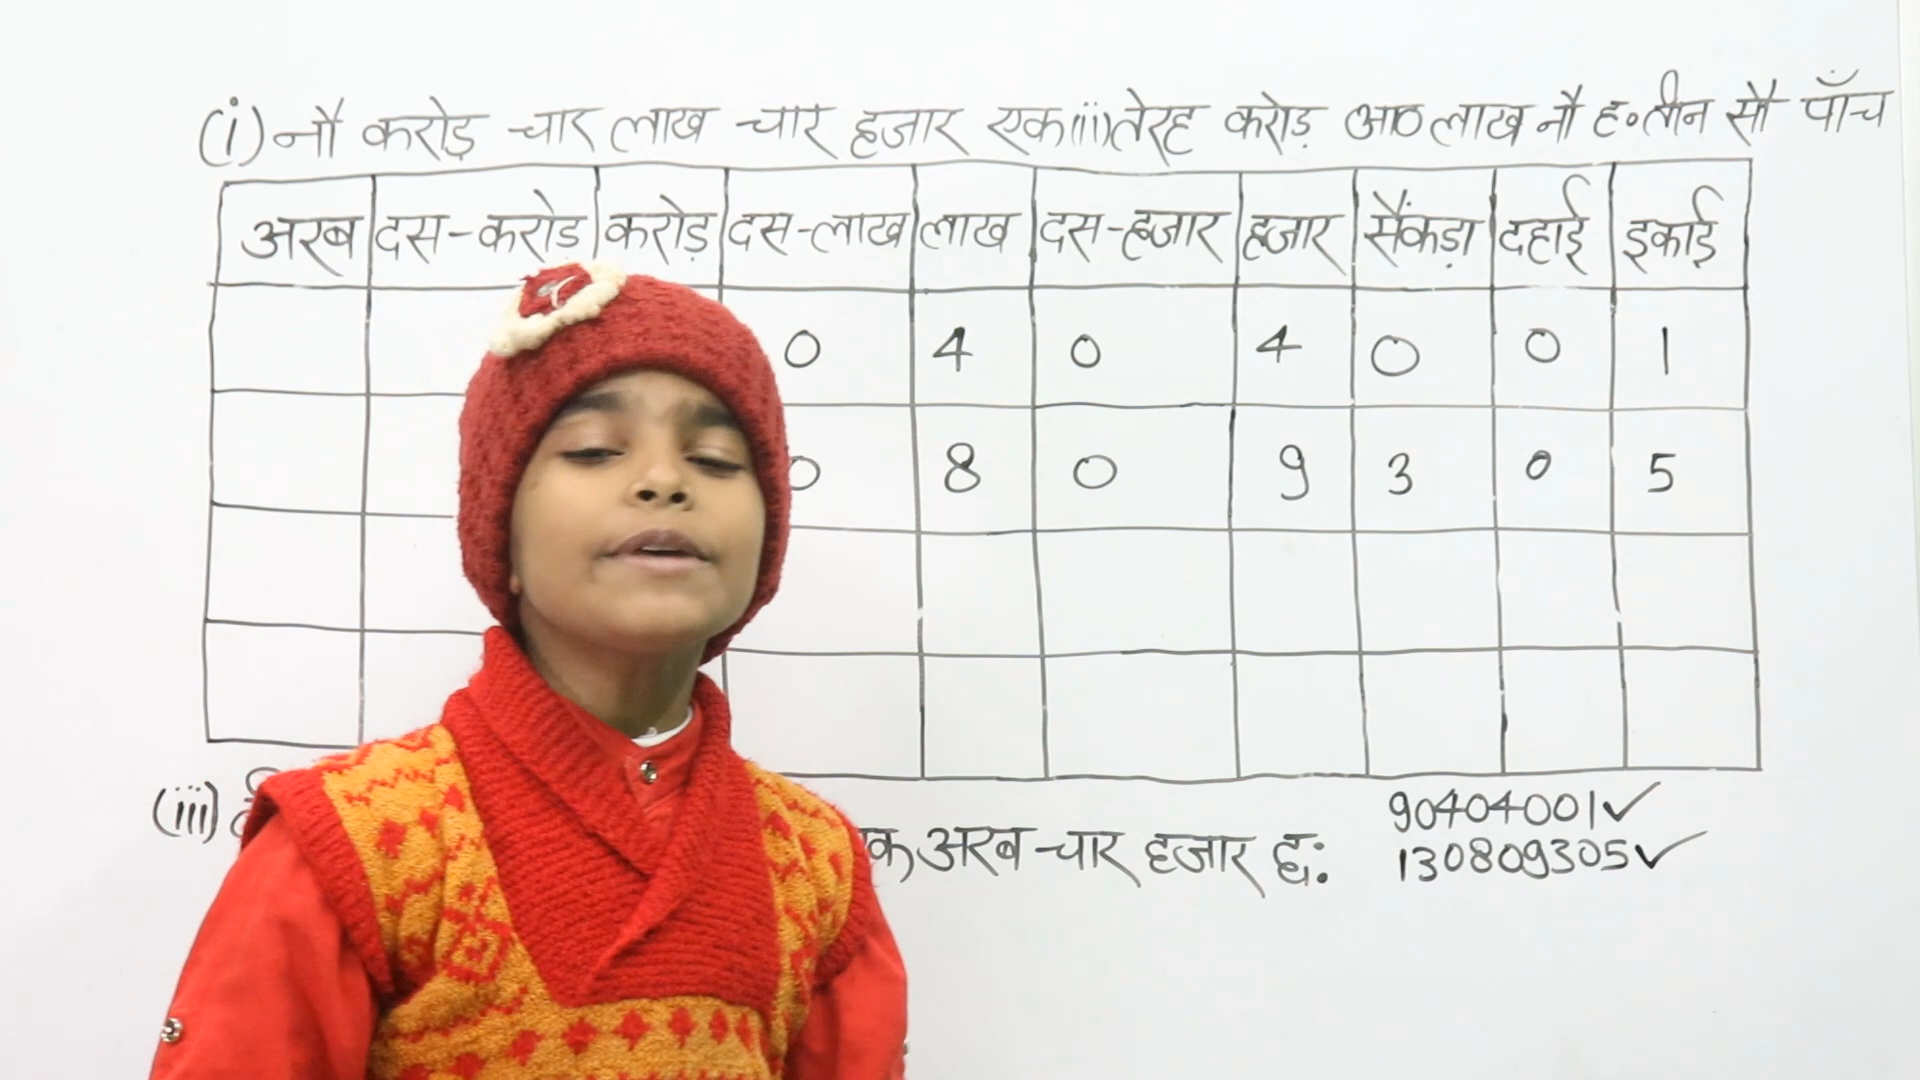 (i) नौ करोड़ चार लाख चार हजार एक (ii) तेरह करोड़ आठ लाख नौ ह॰ तीन सौ पाँच
अरब दस-करोड़ करोड़ दस-लाख लाख दस-हजार हजार सैंकड़ा दहाई इकाई
0 4 0 4 0 0 1
0 8 0 9 3 0 5
(iii) अरब चार हजार छः
90404001✓
130809305✓